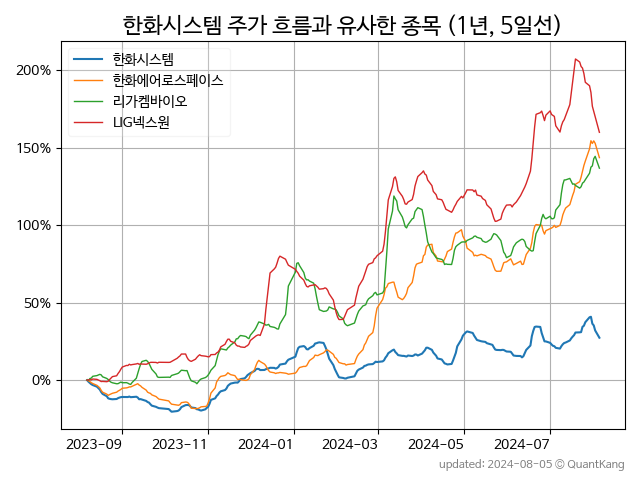 한화시스템 주가 흐름과 유사한 종목 (1년, 5일선)
한화시스템
한화에어로스페이스
리가켐바이오
LIG넥스원
200%
150%
100%
50%
0%
2023-09 2023-11 2024-01 2024-03 2024-05 2024-07
updated: 2024-08-05 © QuantKang